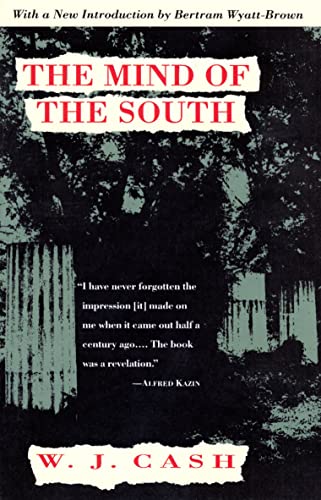 With a New Introduction by Bertram Wyatt-Brown
THE MIND OF
THE SOUTH
“I have never forgotten the
impression [it] made on
me when it came out half a
century ago.... The book
was a revelation.”
—ALFRED KAZIN
W. J. CASH